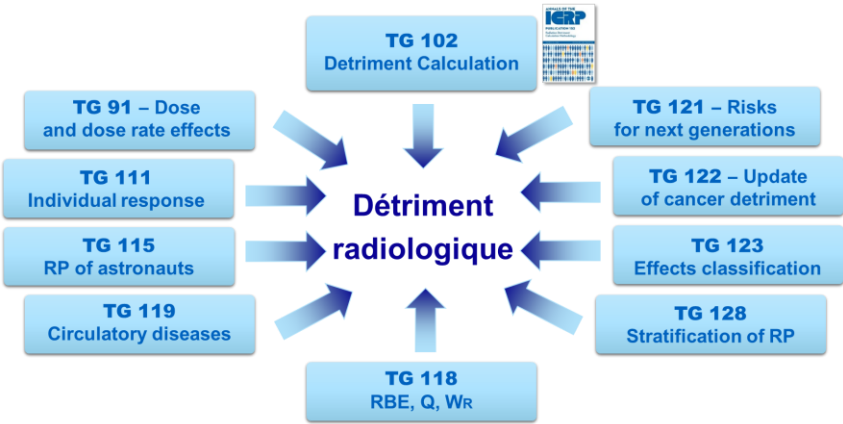 TG 102
Detriment Calculation
ICRP
TG 91 – Dose
and dose rate effects
TG 121 – Risks
for next generations
TG 111
Individual response
TG 122 – Update
of cancer detriment
Détriment
radiologique
TG 115
RP of astronauts
TG 123
Effects classification
TG 119
Circulatory diseases
TG 128
Stratification of RP
TG 118
RBE, Q, WR